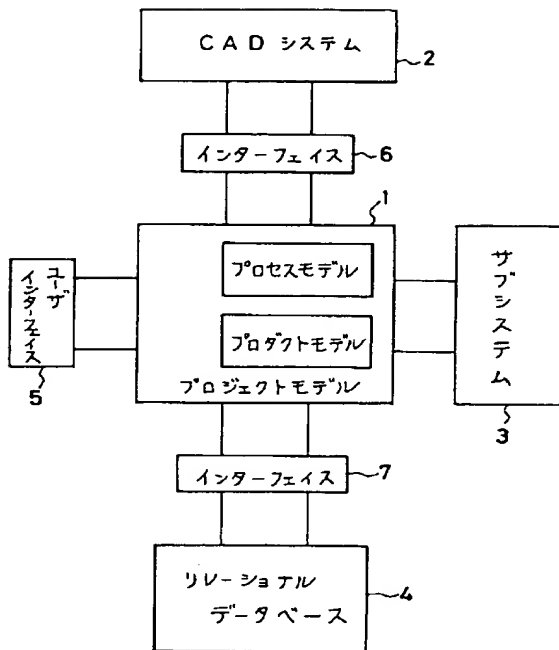 CAD システム
2
インターフェイス
6
1
プロセスモデル
プロダクトモデル
プロジェクトモデル
ユーザ
インターフェイス
5
サブシステム
3
インターフェイス
7
リレーショナル
データベース
4